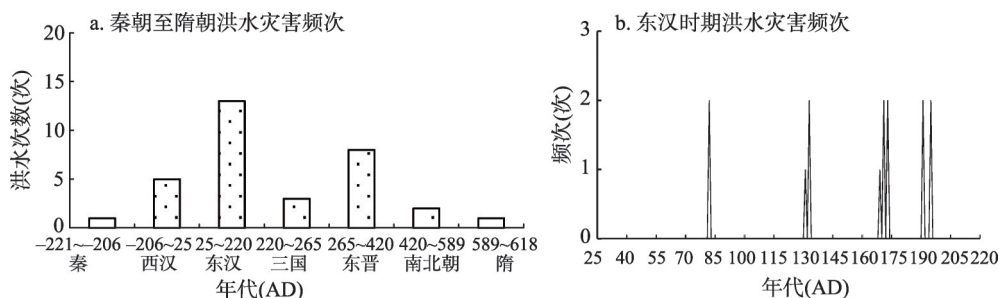 a. 秦朝至隋朝洪水灾害频次
洪水次数(次)
20
15
10
5
0
–221~–206 –206~25 25~220 220~265 265~420 420~589 589~618
秦 西汉 东汉 三国 东晋 南北朝 隋
年代(AD)
b. 东汉时期洪水灾害频次
频次(次)
3
2
1
0
25 40 55 70 85 100 115 130 145 160 175 190 205 220
年代(AD)